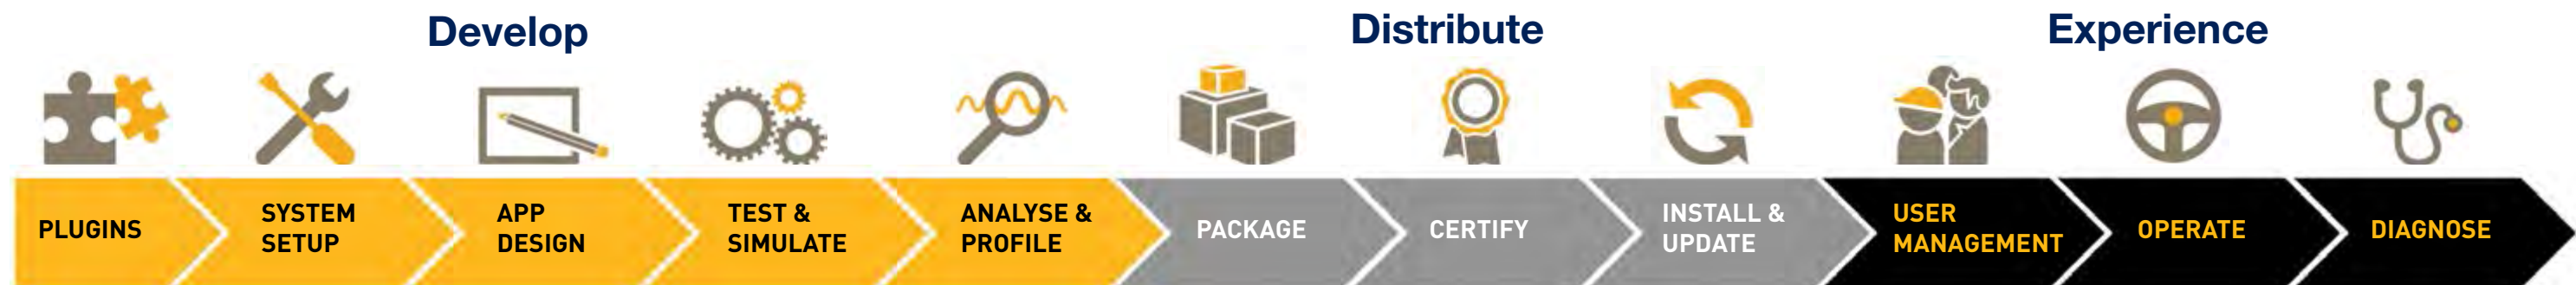 Develop
Distribute
Experience
PLUGINS
SYSTEM
SETUP
APP
DESIGN
TEST &
SIMULATE
ANALYSE &
PROFILE
PACKAGE
CERTIFY
INSTALL &
UPDATE
USER
MANAGEMENT
OPERATE
DIAGNOSE